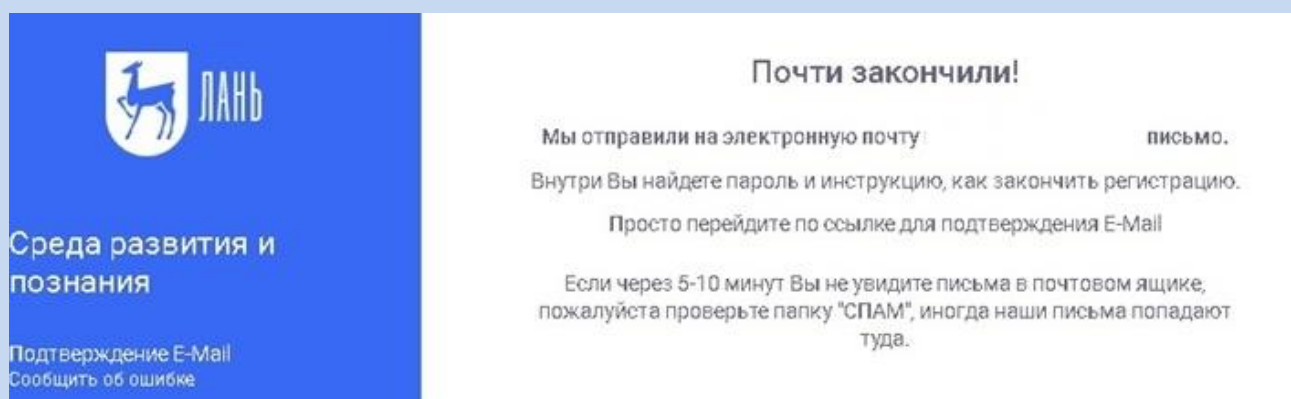 ЛАНЬ
Среда развития и
познания
Подтверждение E-Mail
Сообщить об ошибке
Почти закончили!
Мы отправили на электронную почту письмо.
Внутри Вы найдете пароль и инструкцию, как закончить регистрацию.
Просто перейдите по ссылке для подтверждения E-Mail
Если через 5-10 минут Вы не увидите письма в почтовом ящике,
пожалуйста проверьте папку "СПАМ", иногда наши письма попадают
туда.